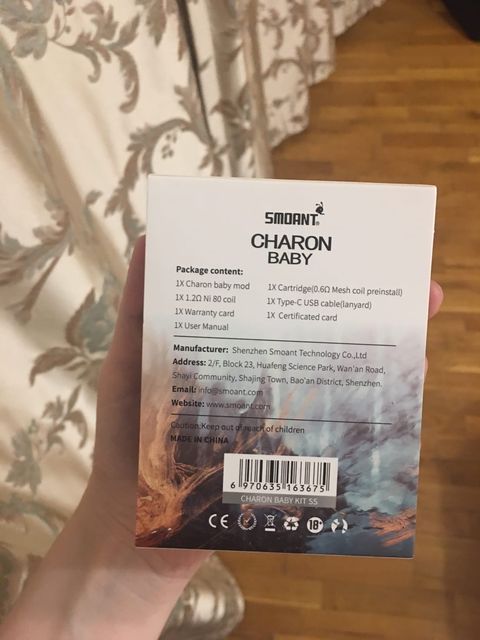 SMOANT®
CHARON
BABY
Package content:
1X Charon baby mod 1X Cartridge(0.6Ω Mesh coil preinstall)
1X 1.2Ω Ni 80 coil 1X Type-C USB cable(lanyard)
1X Warranty card 1X Certificated card
1X User Manual
Manufacturer: Shenzhen Smoant Technology Co.,Ltd
Address: 2/F, Block 23, Huafeng Science Park, Wan'an Road,
Shayi Community, Shajing Town, Bao'an District, Shenzhen.
Email: info@smoant.com
Website: www.smoant.com
Caution:Keep out of reach of children
MADE IN CHINA
6 970635 163675
CHARON BABY KIT SS
CE 18+